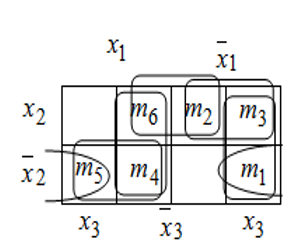 x₁ x̅₁
x₂ m₆ m₂ m₃
x̅₂ m₅ m₄ m₁
x₃ x̅₃ x₃